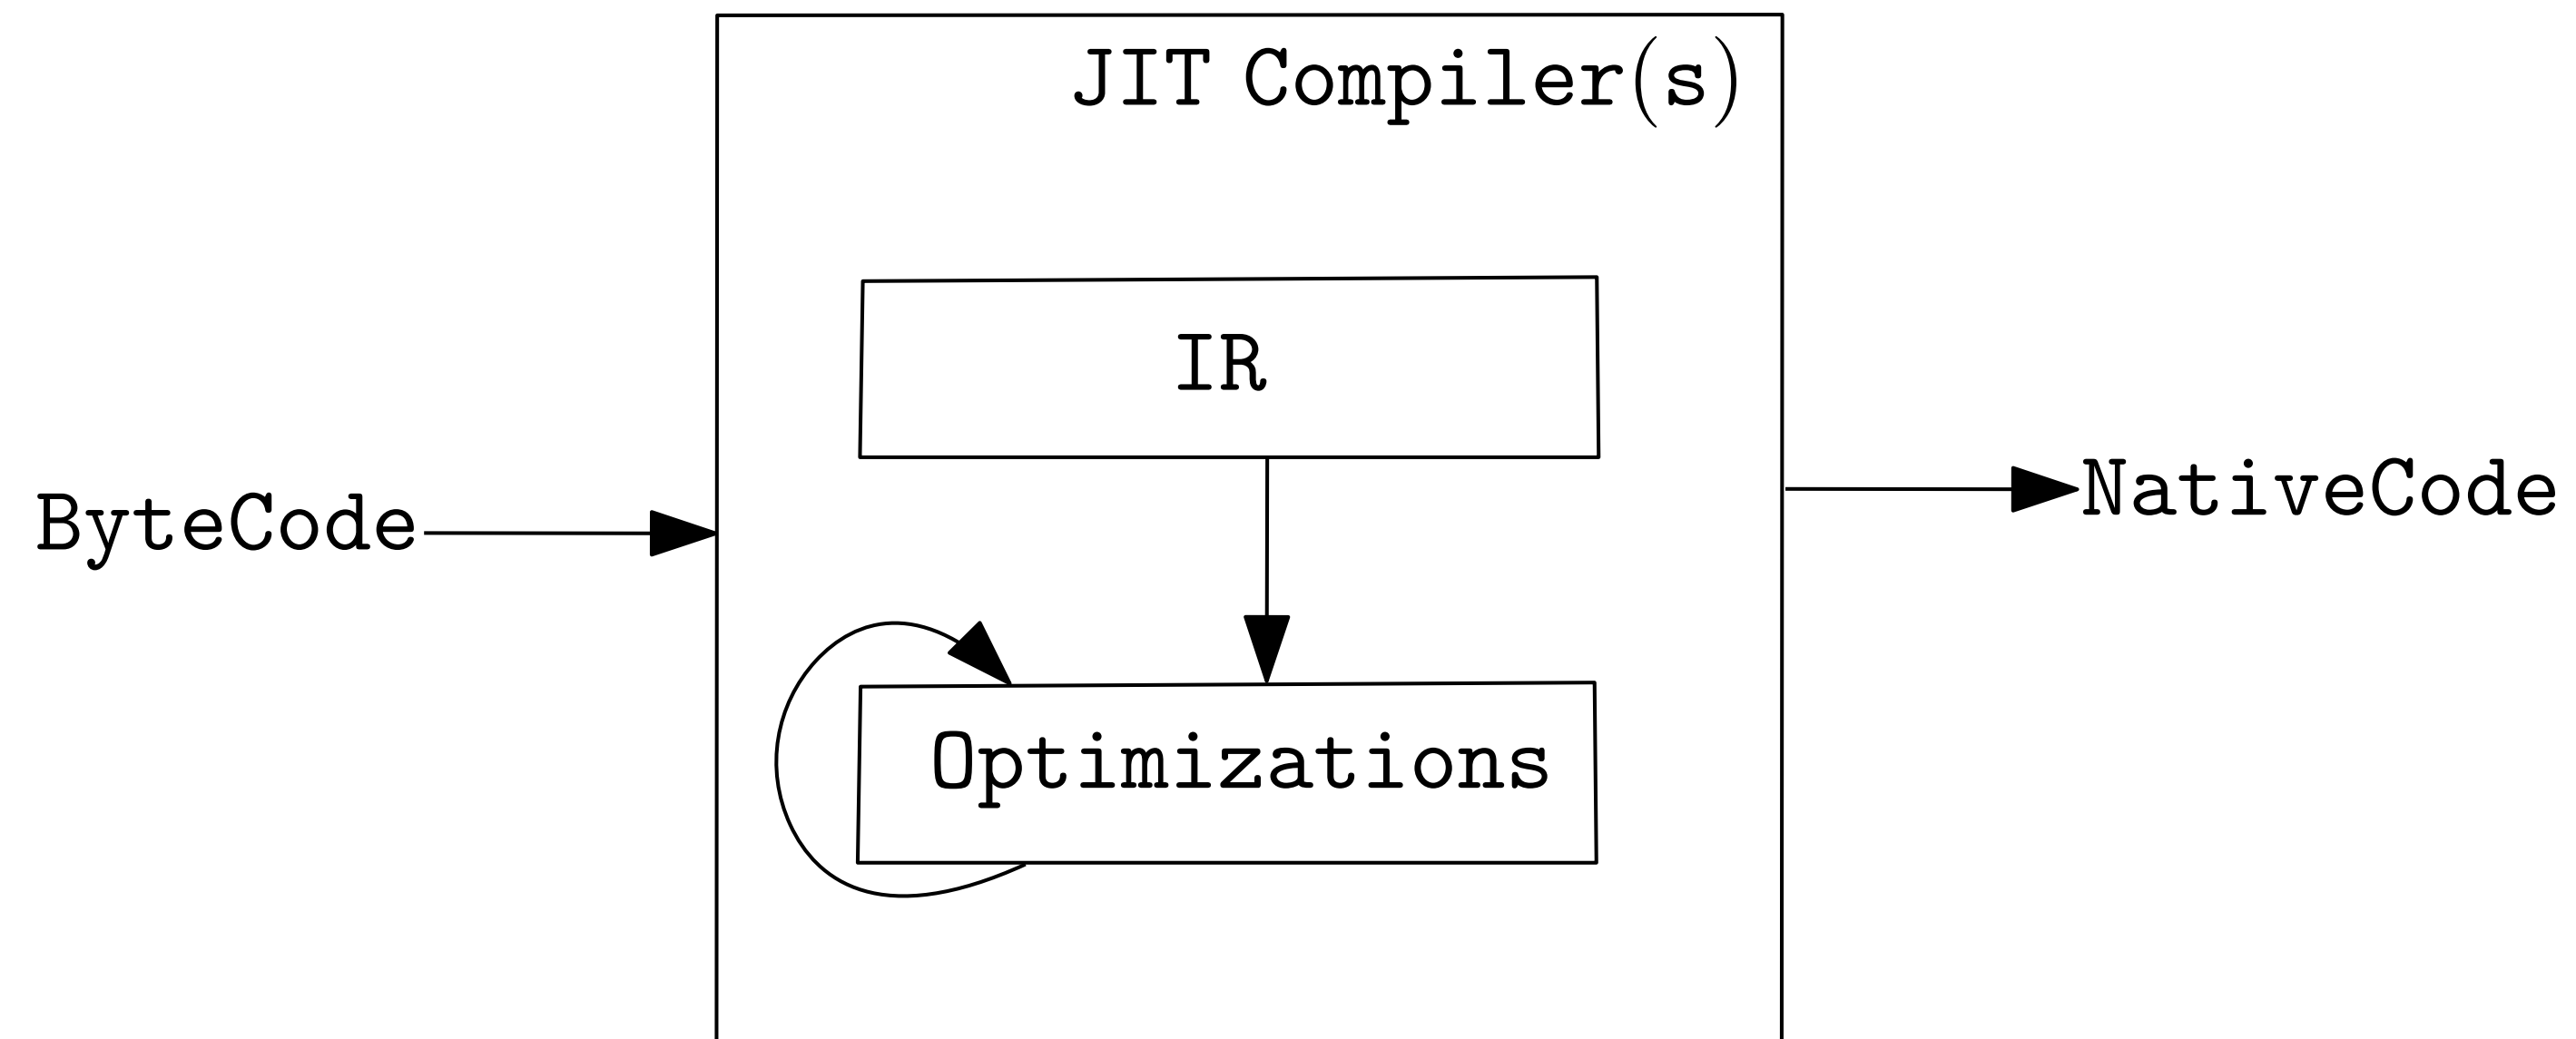 JIT Compiler(s)
IR
ByteCode
NativeCode
Optimizations